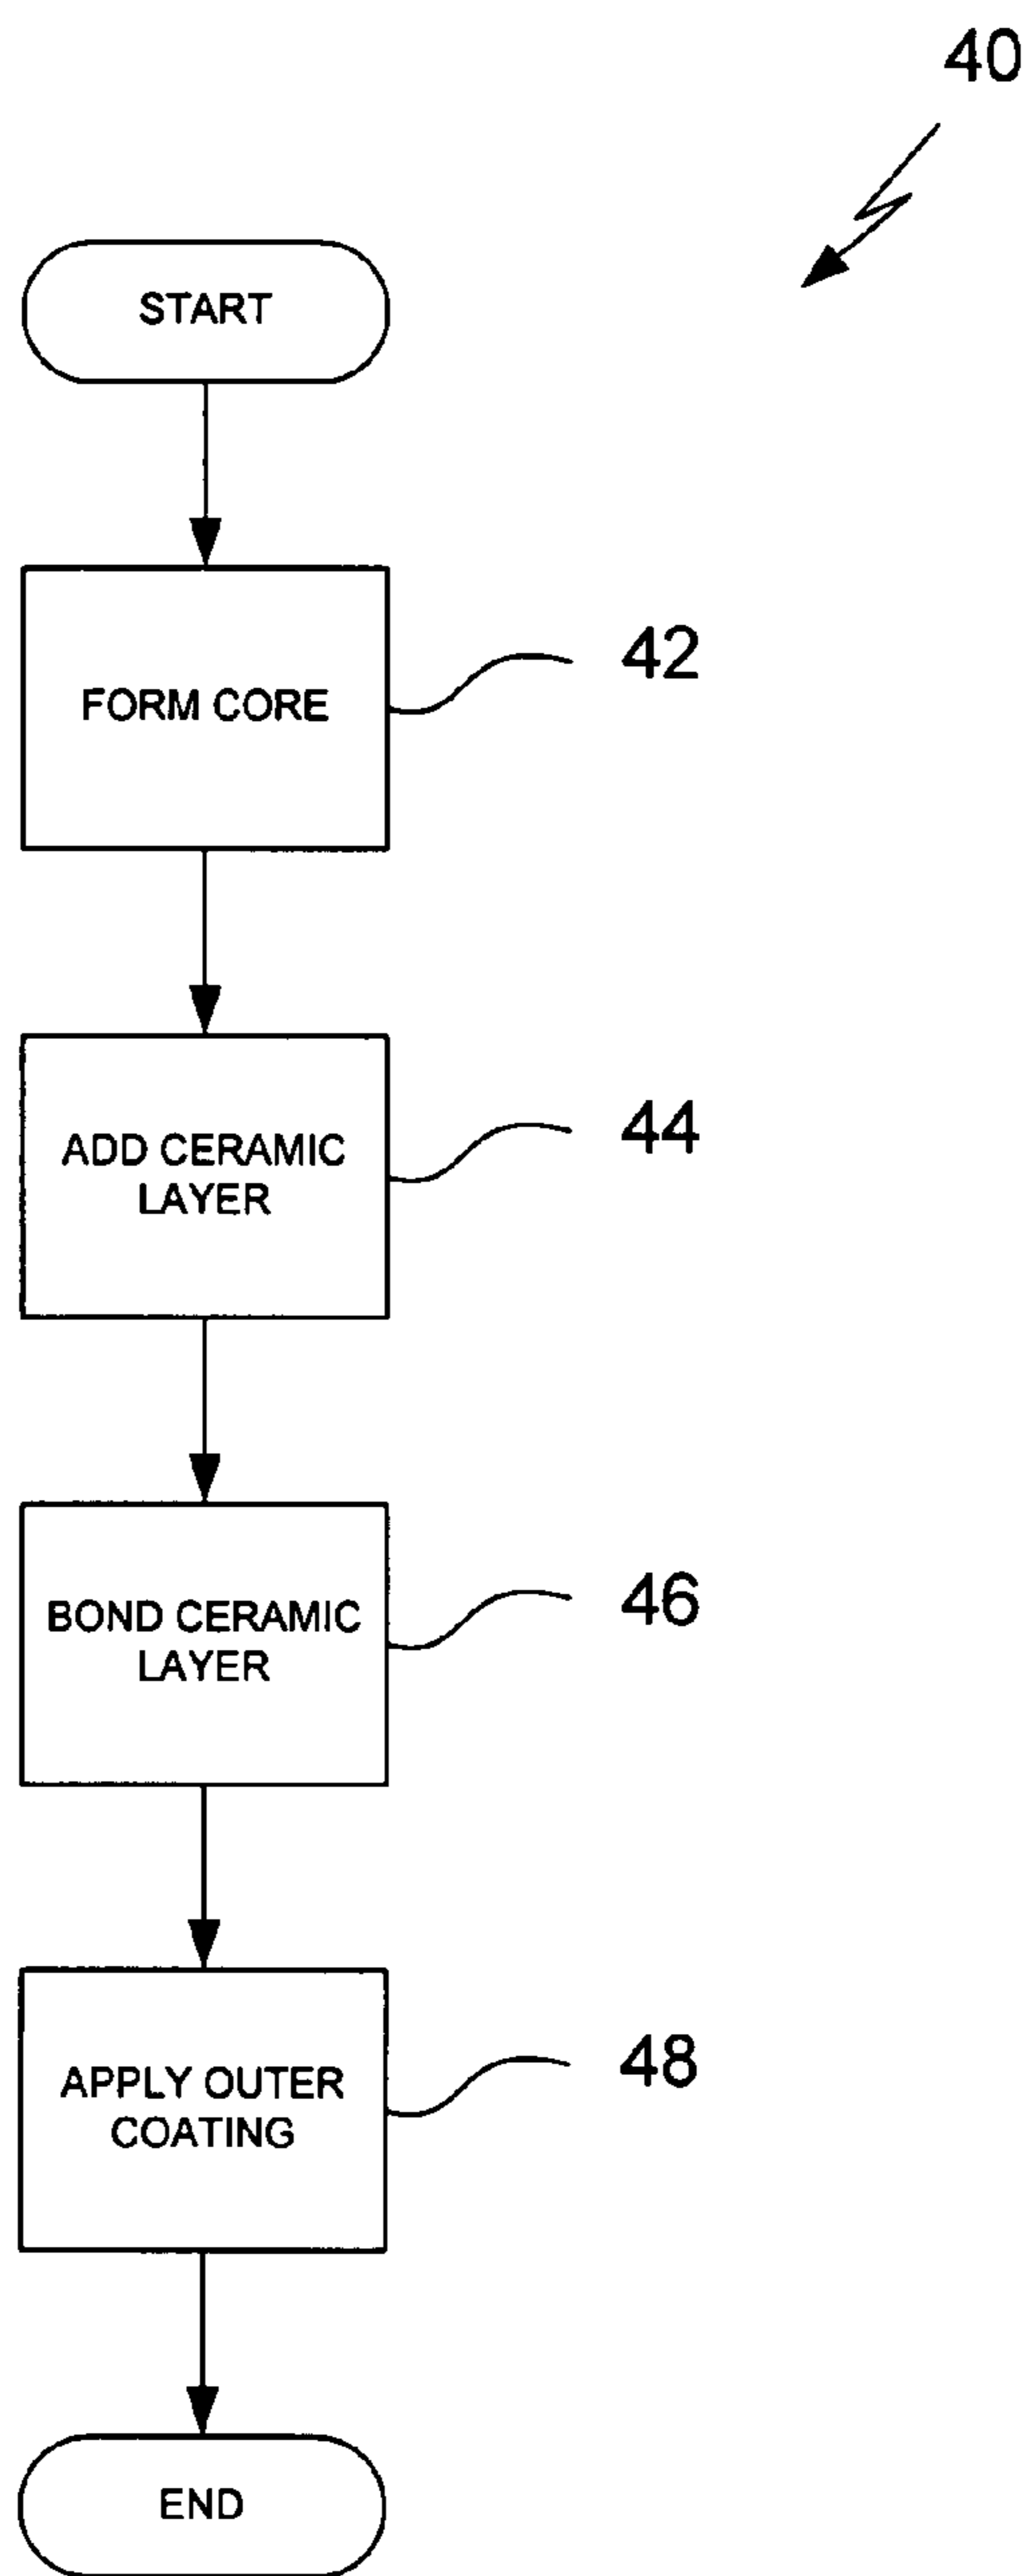 40
START
FORM CORE
42
ADD CERAMIC
LAYER
44
BOND CERAMIC
LAYER
46
APPLY OUTER
COATING
48
END